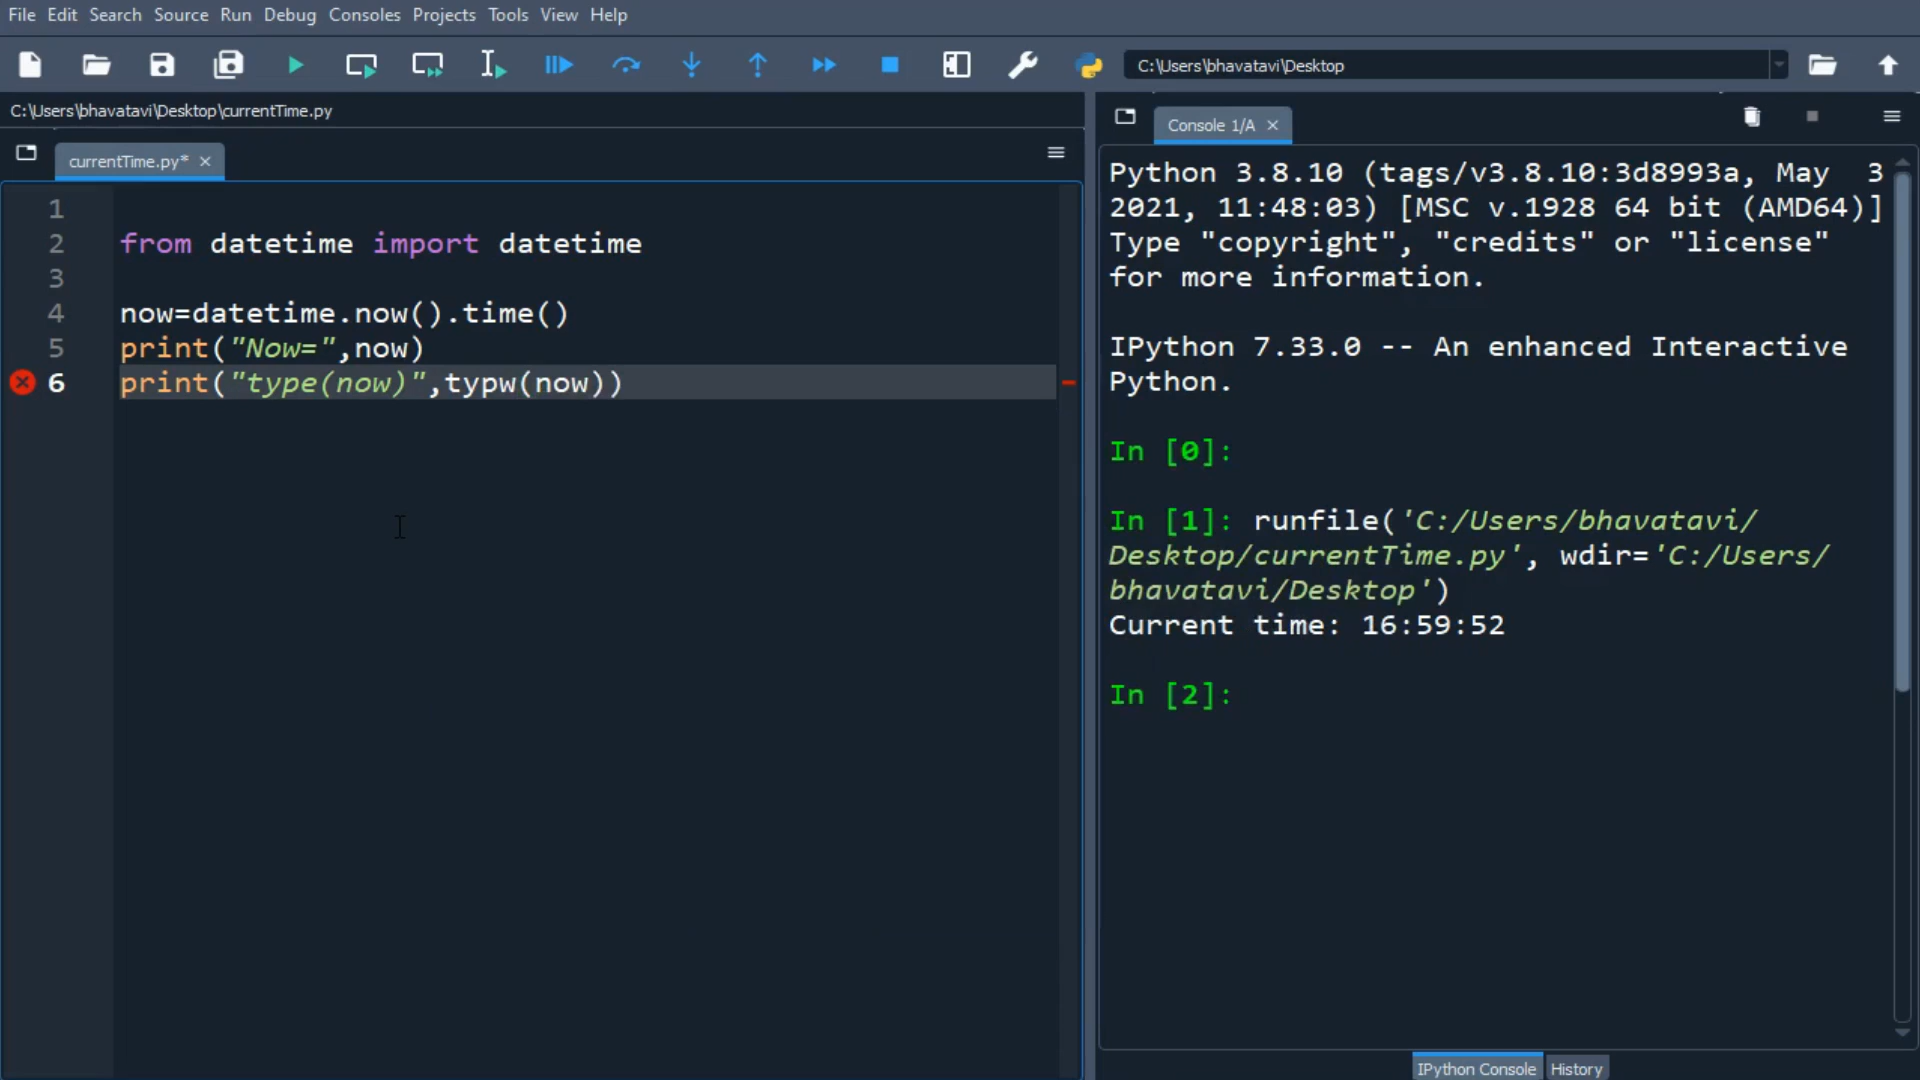 File Edit Search Source Run Debug Consoles Projects Tools View Help
C:\Users\bhavatavi\Desktop
C:\Users\bhavatavi\Desktop\currentTime.py
currentTime.py*
1
2 from datetime import datetime
3
4 now=datetime.now().time()
5 print("Now=",now)
6 print("type(now)",typw(now))
Console 1/A
Python 3.8.10 (tags/v3.8.10:3d8993a, May  3
2021, 11:48:03) [MSC v.1928 64 bit (AMD64)]
Type "copyright", "credits" or "license"
for more information.
IPython 7.33.0 -- An enhanced Interactive
Python.
In [0]:
In [1]: runfile('C:/Users/bhavatavi/
Desktop/currentTime.py', wdir='C:/Users/
bhavatavi/Desktop')
Current time: 16:59:52
In [2]:
IPython Console History